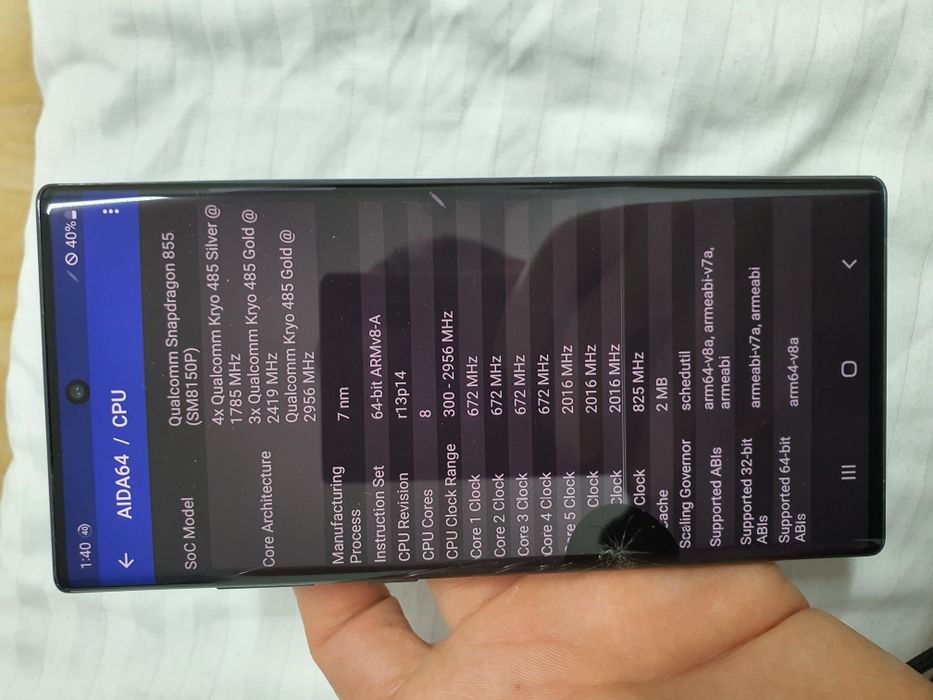 1:40 40 40%
AIDA64 / CPU
SoC Model Qualcomm Snapdragon 855
(SM8150P)
Core Architecture 4x Qualcomm Kryo 485 Silver @
1785 MHz
3x Qualcomm Kryo 485 Gold @
2419 MHz
Qualcomm Kryo 485 Gold @
2956 MHz
Manufacturing Process 7 nm
Instruction Set 64-bit ARMv8-A
CPU Revision r13p14
CPU Cores 8
CPU Clock Range 300 - 2956 MHz
Core 1 Clock 672 MHz
Core 2 Clock 672 MHz
Core 3 Clock 672 MHz
Core 4 Clock 672 MHz
re 5 Clock 2016 MHz
Clock 2016 MHz
Clock 2016 MHz
Clock 825 MHz
ache 2 MB
Scaling Governor schedutil
Supported ABIs arm64-v8a, armeabi-v7a,
armeabi
Supported 32-bit ABIs armeabi-v7a, armeabi
Supported 64-bit ABIs arm64-v8a